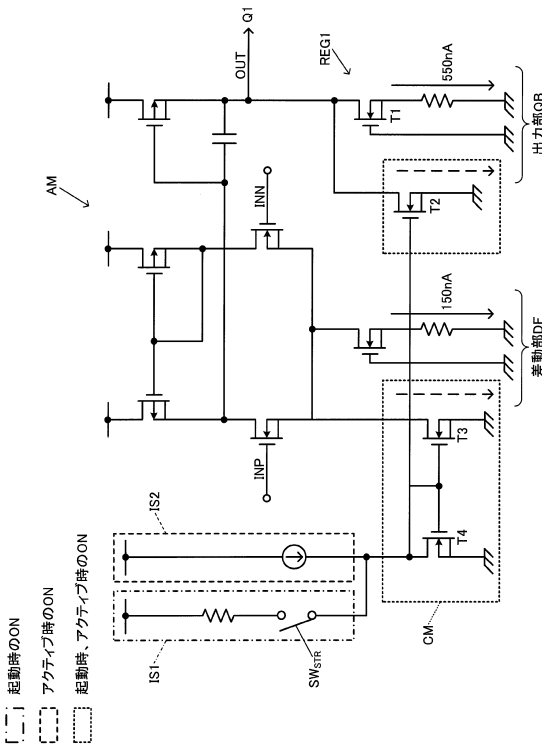 起動時のON
アクティブ時のON
起動時、アクティブ時のON
AM
IS1
IS2
SWSTR
INP
INN
OUT
Q1
REG1
T1
T2
T3
T4
CM
150nA
550nA
差動部DF
出力部OB